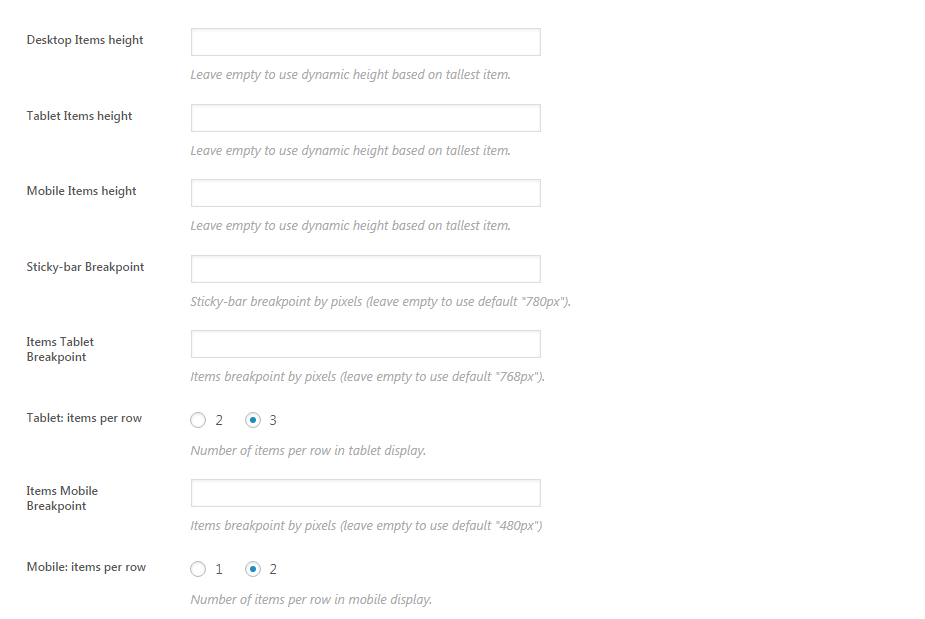 Desktop Items height
Leave empty to use dynamic height based on tallest item.
Tablet Items height
Leave empty to use dynamic height based on tallest item.
Mobile Items height
Leave empty to use dynamic height based on tallest item.
Sticky-bar Breakpoint
Sticky-bar breakpoint by pixels (leave empty to use default "780px").
Items Tablet
Breakpoint
Items breakpoint by pixels (leave empty to use default "768px").
Tablet: items per row
2 3
Number of items per row in tablet display.
Items Mobile
Breakpoint
Items breakpoint by pixels (leave empty to use default "480px")
Mobile: items per row
1 2
Number of items per row in mobile display.